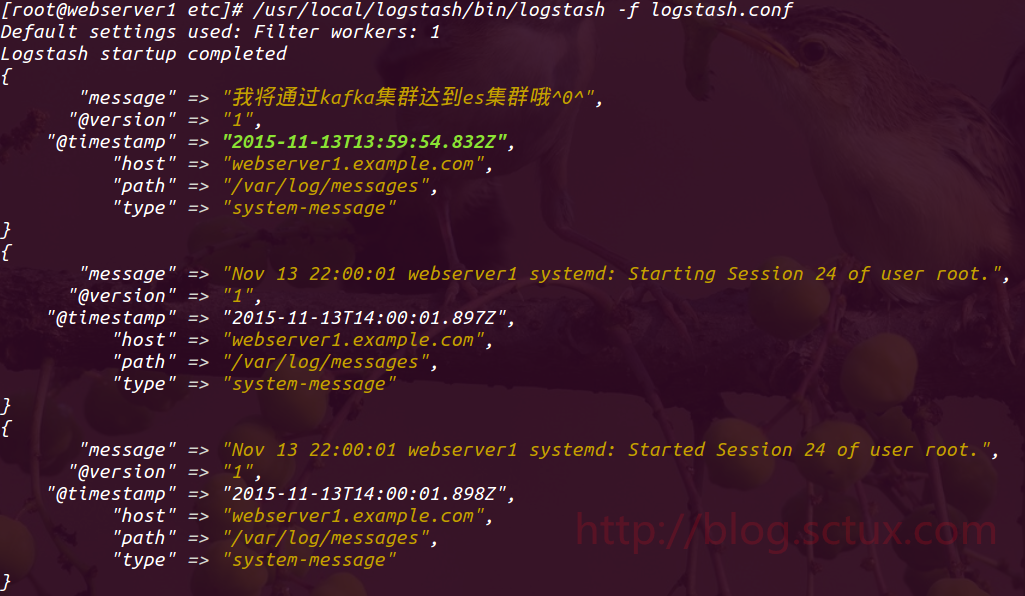 [root@webserver1 etc]# /usr/local/logstash/bin/logstash -f logstash.conf
Default settings used: Filter workers: 1
Logstash startup completed
{
       "message" => "我将通过kafka集群达到es集群哦^0^",
      "@version" => "1",
    "@timestamp" => "2015-11-13T13:59:54.832Z",
          "host" => "webserver1.example.com",
          "path" => "/var/log/messages",
          "type" => "system-message"
}
{
       "message" => "Nov 13 22:00:01 webserver1 systemd: Starting Session 24 of user root.",
      "@version" => "1",
    "@timestamp" => "2015-11-13T14:00:01.897Z",
          "host" => "webserver1.example.com",
          "path" => "/var/log/messages",
          "type" => "system-message"
}
{
       "message" => "Nov 13 22:00:01 webserver1 systemd: Started Session 24 of user root.",
      "@version" => "1",
    "@timestamp" => "2015-11-13T14:00:01.898Z",
          "host" => "webserver1.example.com",
          "path" => "/var/log/messages",
          "type" => "system-message"
}
http://blog.sctux.com